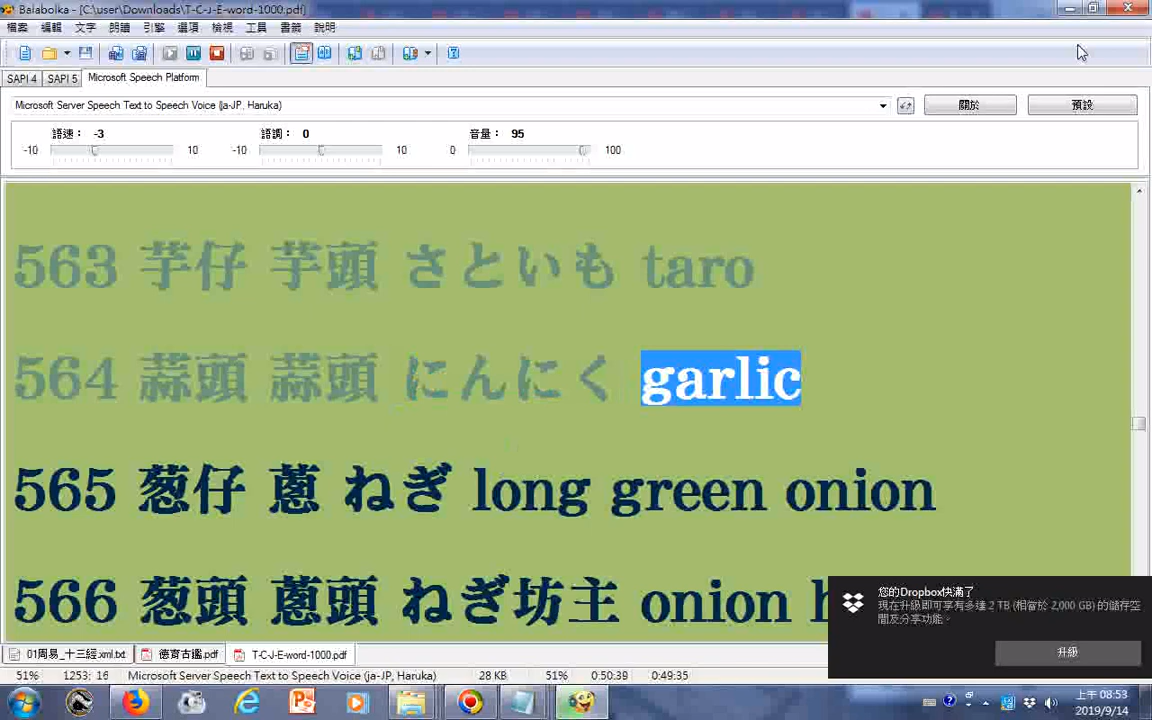 Balabolka - [C:\user\Downloads\T-C-J-E-word-1000.pdf]
檔案 編輯 文字 朗讀 引擎 選項 檢視 工具 書籤 說明
SAPI 4 SAPI 5 Microsoft Speech Platform
Microsoft Server Speech Text to Speech Voice (ja-JP, Haruka) 關於 預設
語速： -3 語調： 0 音量： 95
-10 10 -10 10 0 100
563 芋仔 芋頭 さといも taro
564 蒜頭 蒜頭 にんにく garlic
565 葱仔 蔥 ねぎ long green onion
566 葱頭 蔥頭 ねぎ坊主 onion
您的Dropbox快滿了
現在升級即可享有多達 2 TB (相當於 2,000 GB) 的儲存空
間及分享功能。
升級
01周易_十三經.xml.txt 德育古鑑.pdf T-C-J-E-word-1000.pdf
51% 1253: 16 Microsoft Server Speech Text to Speech Voice (ja-JP, Haruka) 28 KB 51% 0:50:39 0:49:35
上午 08:53
2019/9/14